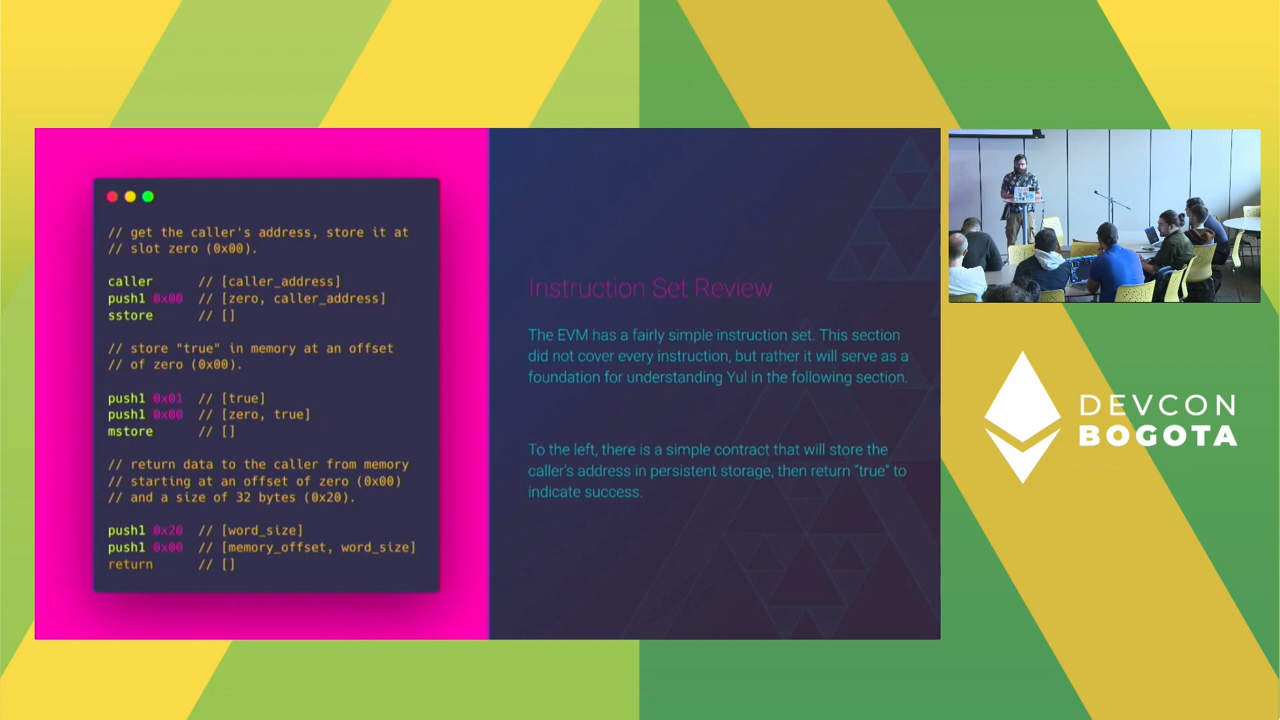 // get the caller's address, store it at
// slot zero (0x00).
caller // [caller_address]
push1 0x00 // [zero, caller_address]
sstore // []
// store "true" in memory at an offset
// of zero (0x00).
push1 0x01 // [true]
push1 0x00 // [zero, true]
mstore // []
// return data to the caller from memory
// starting at an offset of zero (0x00)
// and a size of 32 bytes (0x20).
push1 0x20 // [word_size]
push1 0x00 // [memory_offset, word_size]
return // []
Instruction Set Review
The EVM has a fairly simple instruction set. This section
did not cover every instruction, but rather it will serve as a
foundation for understanding Yul in the following section.
To the left, there is a simple contract that will store the
caller's address in persistent storage, then return "true" to
indicate success.
DEVCON
BOGOTA